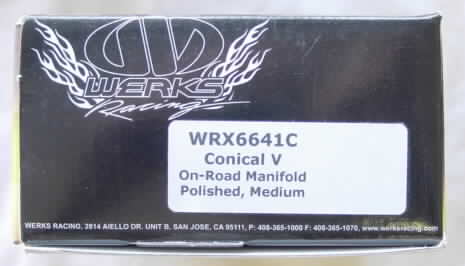 WERKS
Racing
WRX6641C
Conical V
On-Road Manifold
Polished, Medium
WERKS RACING, 2814 AIELLO DR. UNIT B, SAN JOSE, CA 95111, P: 408-365-1000 F: 408-365-1070, www.werksracing.com